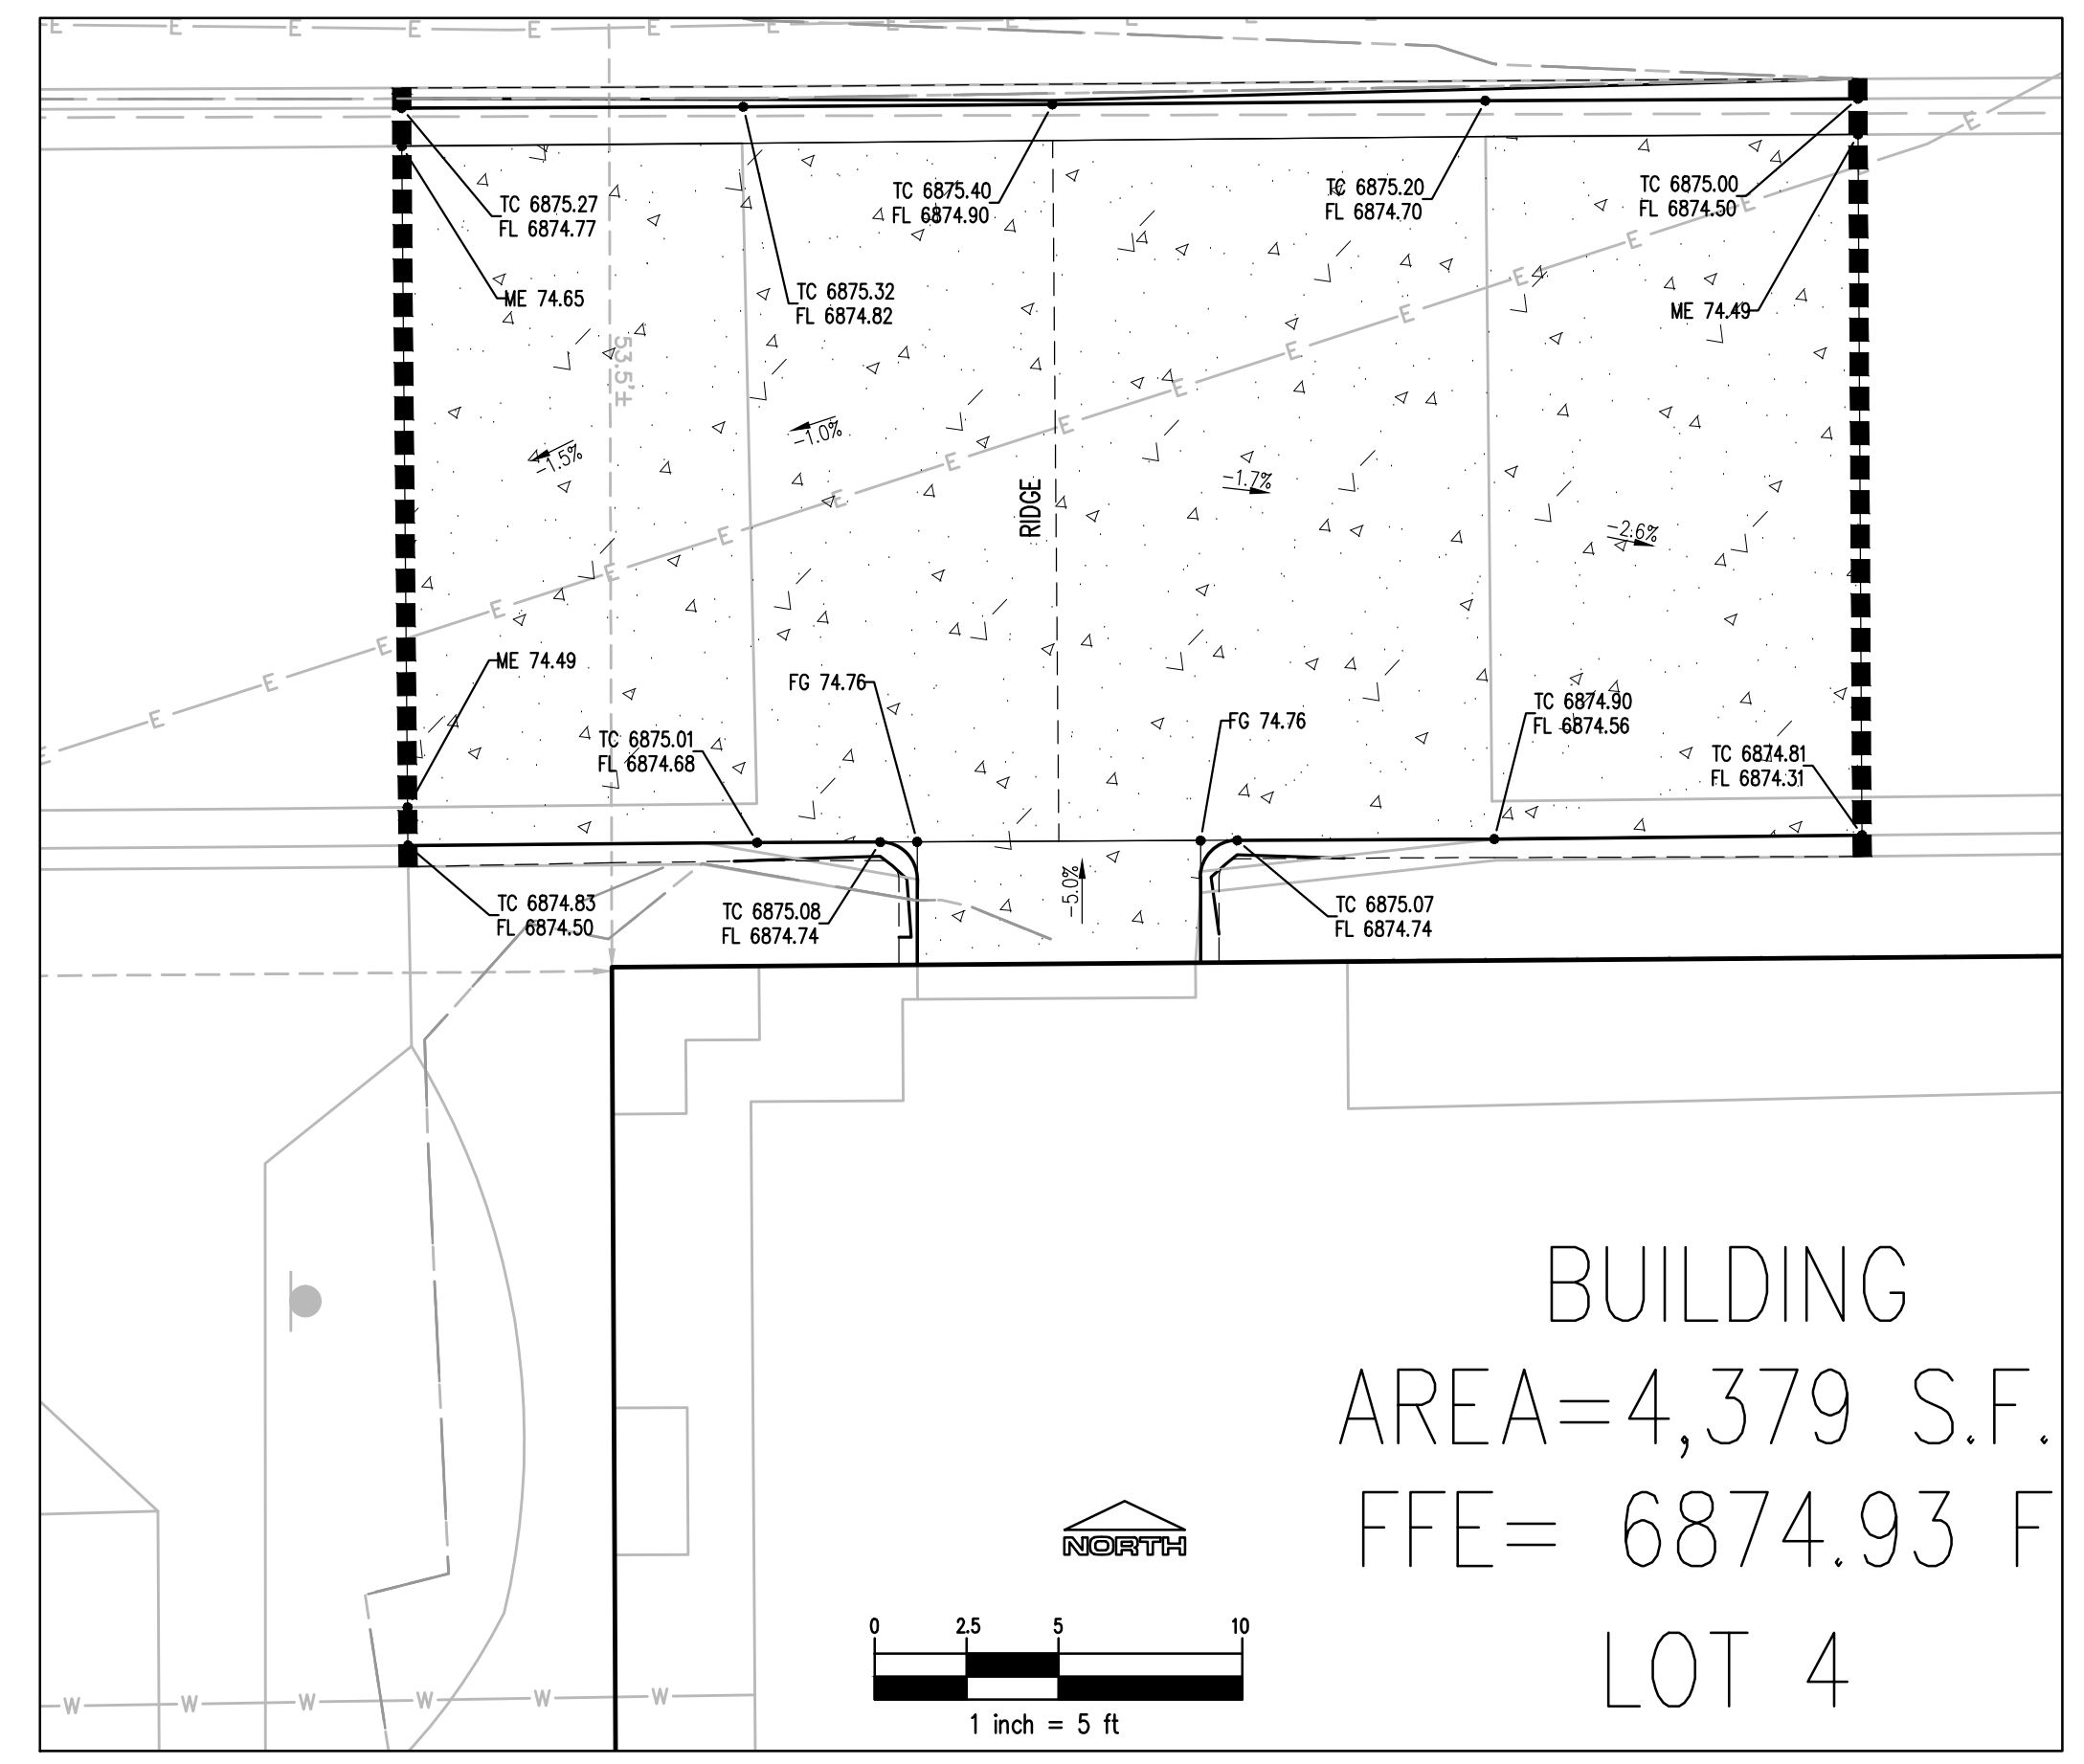 E E E E E E E E E E E E
TC 6875.27
FL 6874.77
ME 74.65
TC 6875.32
FL 6874.82
TC 6875.40
FL 6874.90
TC 6875.20
FL 6874.70
TC 6875.00
FL 6874.50
ME 74.49
53.5'±
-1.5%
-1.0%
RIDGE
-1.7%
-2.6%
E E E E E E E E E E E E E E E E E E
ME 74.49
FG 74.76
FG 74.76
TC 6875.01
FL 6874.68
TC 6874.90
FL 6874.56
TC 6874.81
FL 6874.31
TC 6874.83
FL 6874.50
TC 6875.08
FL 6874.74
-5.0%
TC 6875.07
FL 6874.74
BUILDING
AREA=4,379 S.F.
FFE= 6874.93 F
LOT 4
NORTH
0 2.5 5 10
1 inch = 5 ft
W W W W W W